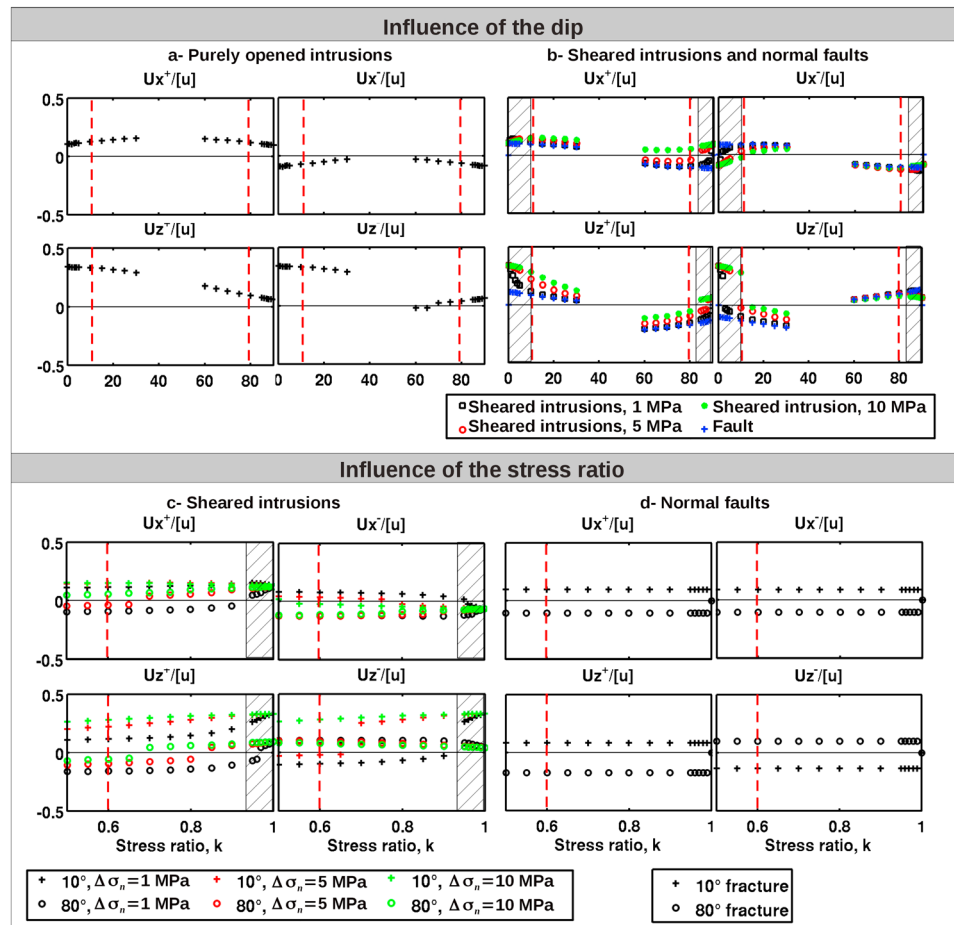 Influence of the dip
a- Purely opened intrusions
b- Sheared intrusions and normal faults
Ux⁺/[u] Ux⁻/[u] Ux⁺/[u] Ux⁻/[u]
0.5
0
-0.5
Uz⁺/[u] Uz⁻/[u] Uz⁺/[u] Uz⁻/[u]
0.5
0
-0.5
0 20 40 60 80 0 20 40 60 80 0 20 40 60 80 0 20 40 60 80
Sheared intrusions, 1 MPa Sheared intrusion, 10 MPa
Sheared intrusions, 5 MPa Fault
Influence of the stress ratio
c- Sheared intrusions
d- Normal faults
Ux⁺/[u] Ux⁻/[u] Ux⁺/[u] Ux⁻/[u]
0.5
0
-0.5
Uz⁺/[u] Uz⁻/[u] Uz⁺/[u] Uz⁻/[u]
0.5
0
-0.5
0.6 0.8 1 0.6 0.8 1 0.6 0.8 1 0.6 0.8 1
Stress ratio, k Stress ratio, k Stress ratio, k Stress ratio, k
10°, Δσₙ=1 MPa 10°, Δσₙ=5 MPa 10°, Δσₙ=10 MPa
80°, Δσₙ=1 MPa 80°, Δσₙ=5 MPa 80°, Δσₙ=10 MPa
10° fracture
80° fracture